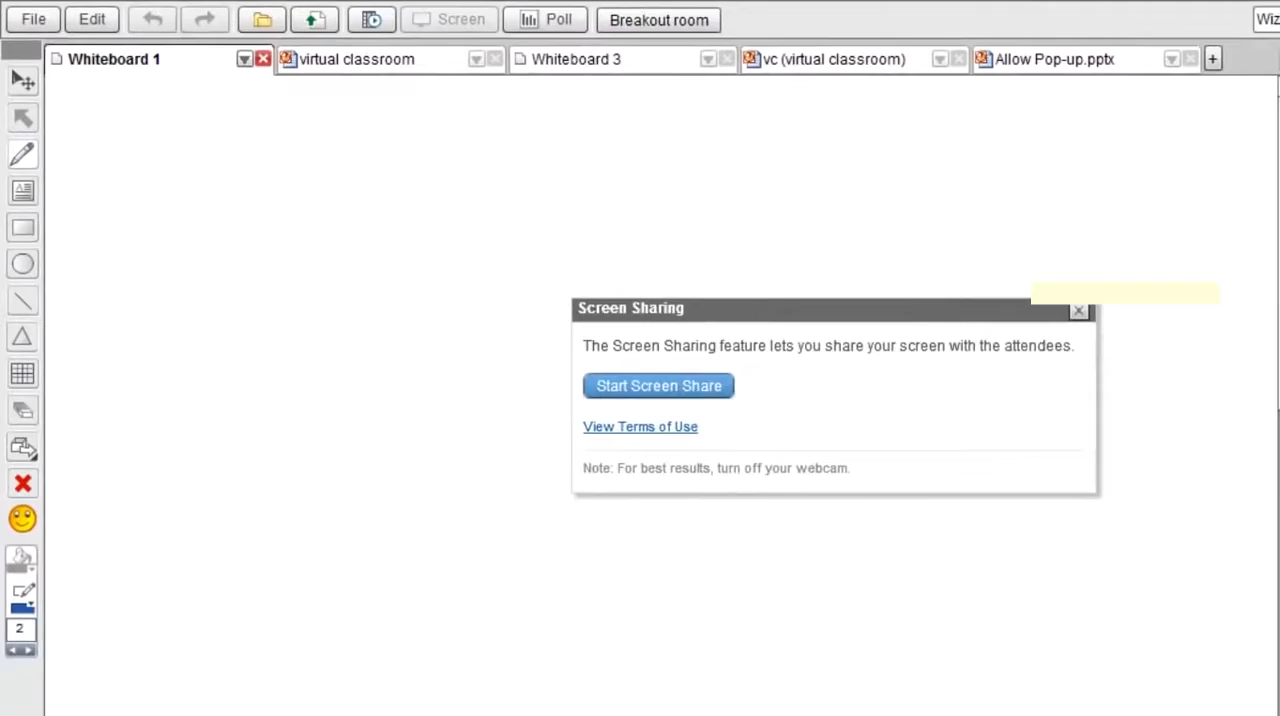 File Edit Screen Poll Breakout room Wiz
Whiteboard 1 virtual classroom Whiteboard 3 vc (virtual classroom) Allow Pop-up.pptx +
Screen Sharing
The Screen Sharing feature lets you share your screen with the attendees.
Start Screen Share
View Terms of Use
Note: For best results, turn off your webcam.
2